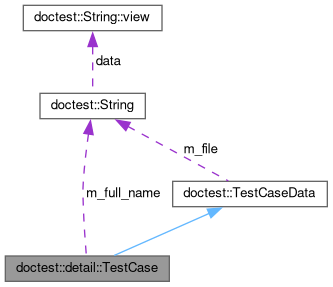 doctest::String::view
data
doctest::String
m_file
m_full_name
doctest::TestCaseData
doctest::detail::TestCase